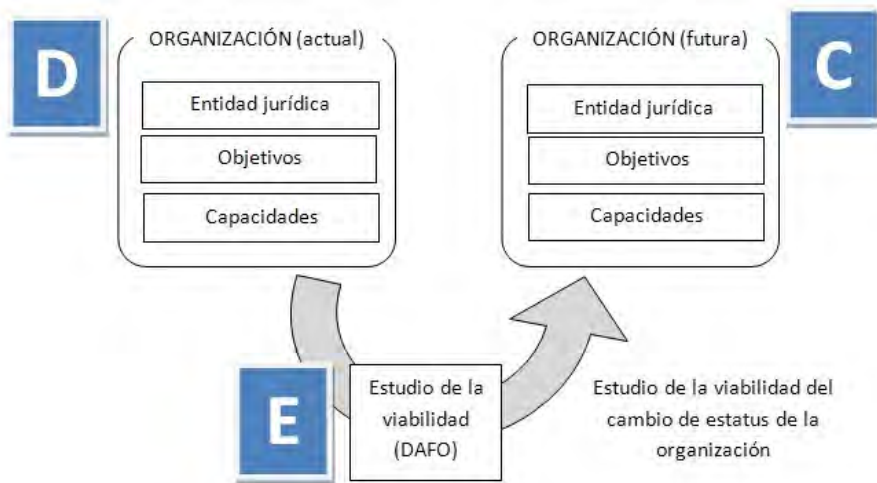 D
ORGANIZACIÓN (actual)
Entidad jurídica
Objetivos
Capacidades
ORGANIZACIÓN (futura)
C
Entidad jurídica
Objetivos
Capacidades
E
Estudio de la
viabilidad
(DAFO)
Estudio de la viabilidad del
cambio de estatus de la
organización